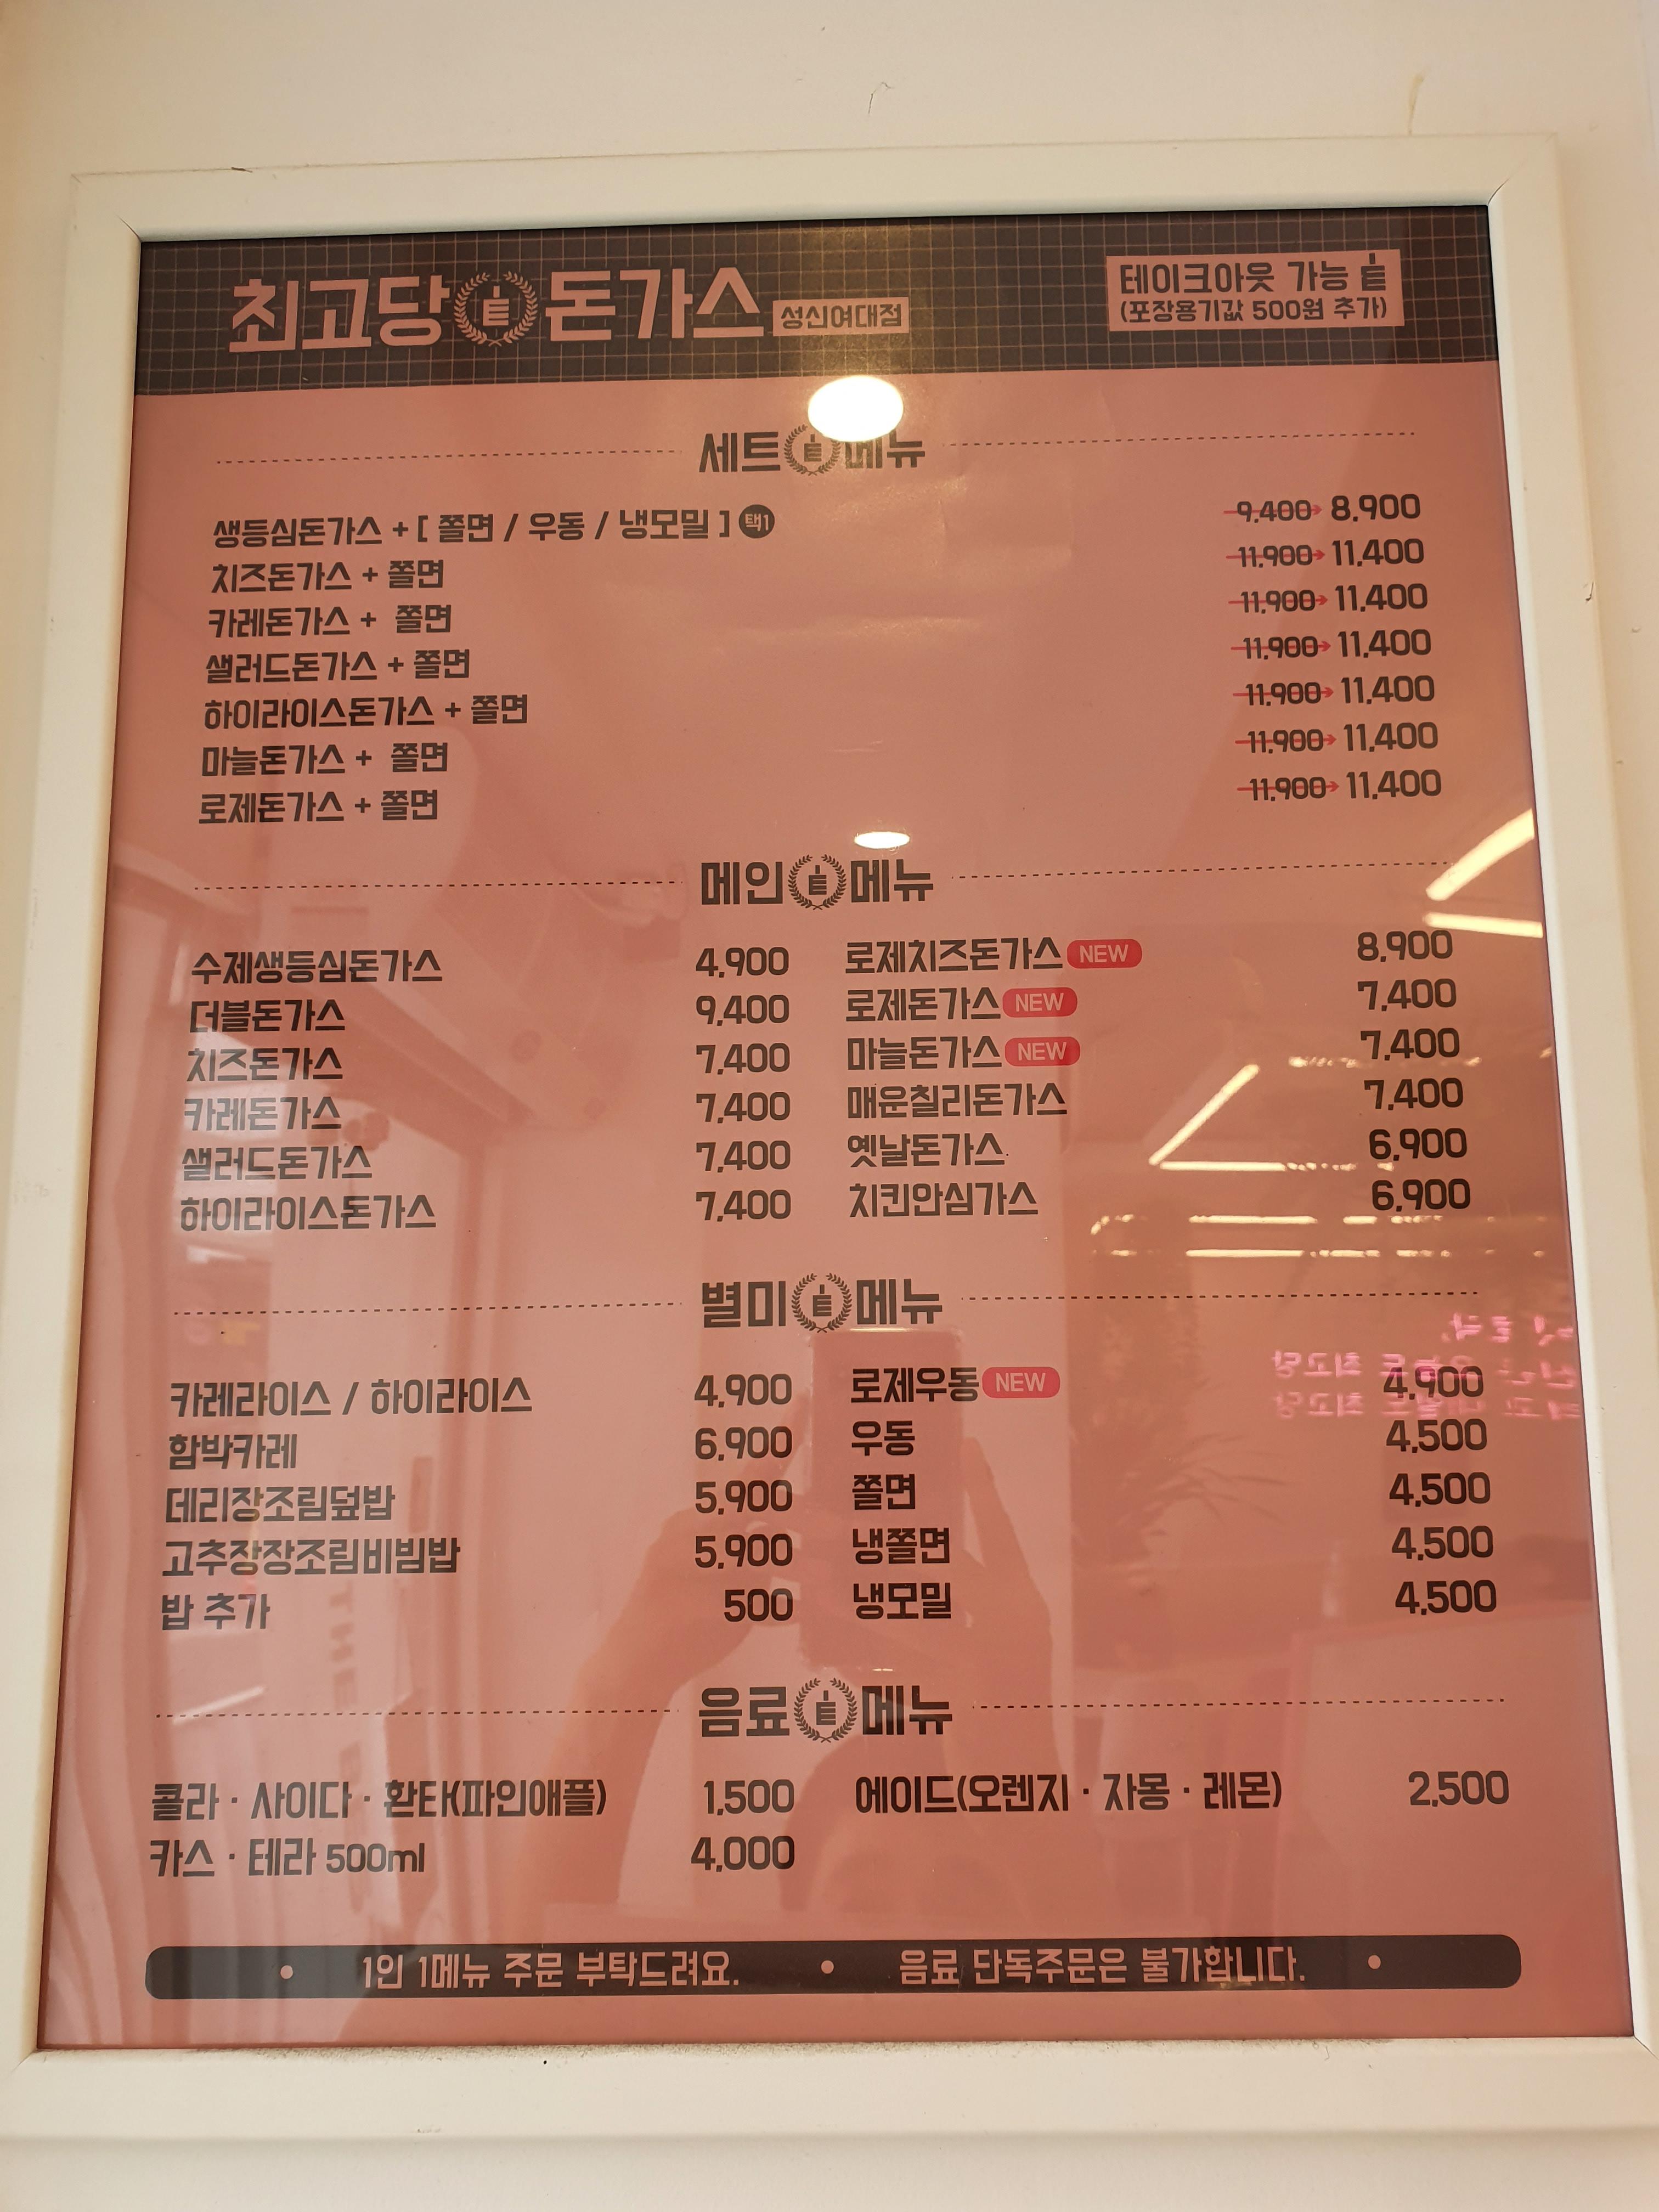 최고당 돈가스 성신여대점
테이크아웃 가능
(포장용기값 500원 추가)
세트 메뉴
생등심돈가스 + [ 쫄면 / 우동 / 냉모밀 ] 택1 9,400 → 8,900
치즈돈가스 + 쫄면 11,900 → 11,400
카레돈가스 + 쫄면 11,900 → 11,400
샐러드돈가스 + 쫄면 11,900 → 11,400
하이라이스돈가스 + 쫄면 11,900 → 11,400
마늘돈가스 + 쫄면 11,900 → 11,400
로제돈가스 + 쫄면 11,900 → 11,400
메인 메뉴
수제생등심돈가스 4,900 로제치즈돈가스 NEW 8,900
더블돈가스 9,400 로제돈가스 NEW 7,400
치즈돈가스 7,400 마늘돈가스 NEW 7,400
카레돈가스 7,400 매운칠리돈가스 7,400
샐러드돈가스 7,400 옛날돈가스 6,900
하이라이스돈가스 7,400 치킨안심가스 6,900
별미 메뉴
카레라이스 / 하이라이스 4,900 로제우동 NEW 4,900
함박카레 6,900 우동 4,500
데리장조림덮밥 5,900 쫄면 4,500
고추장장조림비빔밥 5,900 냉쫄면 4,500
밥 추가 500 냉모밀 4,500
음료 메뉴
콜라 · 사이다 · 환타(파인애플) 1,500 에이드(오렌지 · 자몽 · 레몬) 2,500
카스 · 테라 500ml 4,000
• 1인 1메뉴 주문 부탁드려요. • 음료 단독주문은 불가합니다. •